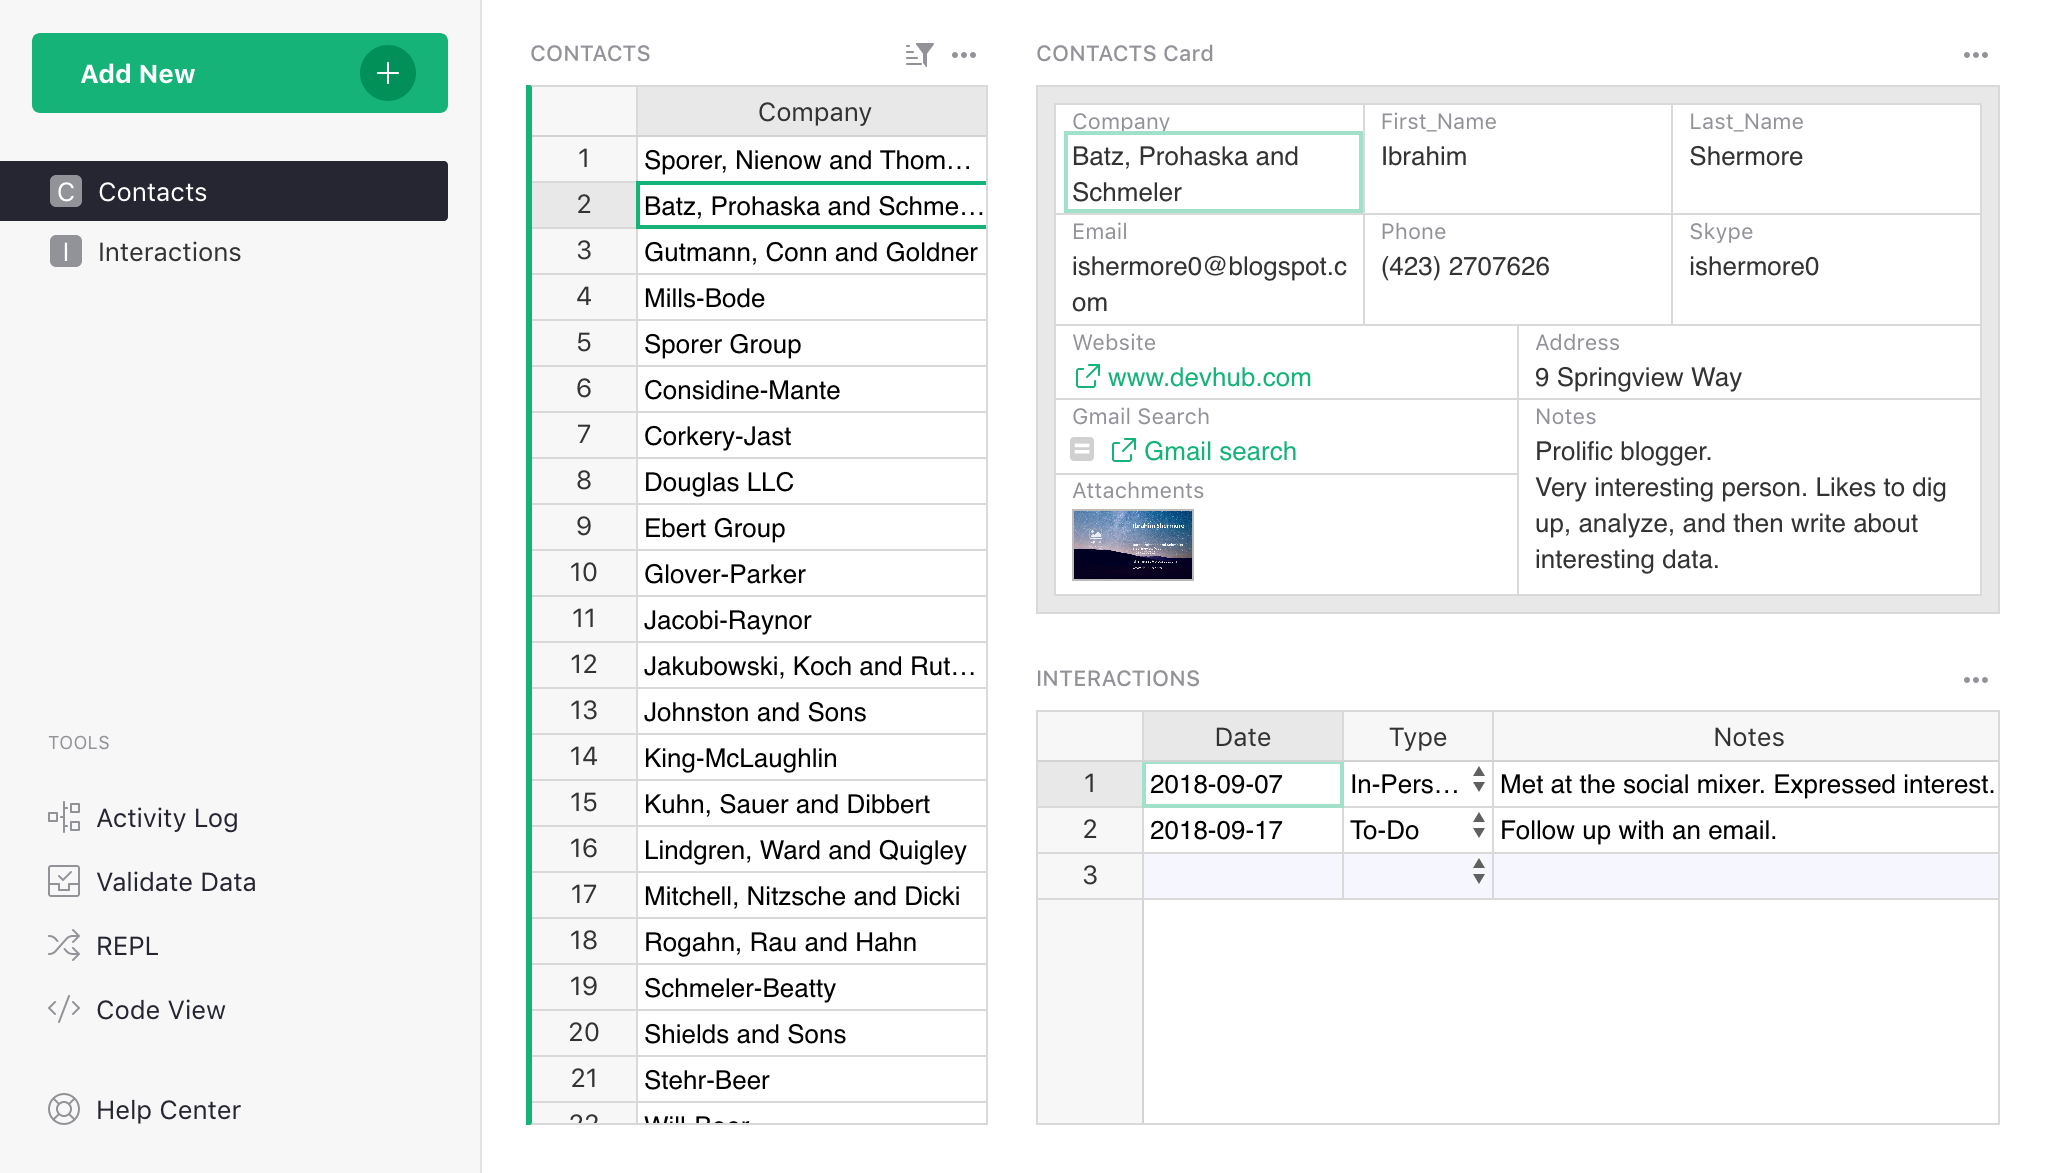 Add New
C Contacts
I Interactions
TOOLS
Activity Log
Validate Data
REPL
Code View
Help Center
CONTACTS
Company
1 Sporer, Nienow and Thom…
2 Batz, Prohaska and Schme…
3 Gutmann, Conn and Goldner
4 Mills-Bode
5 Sporer Group
6 Considine-Mante
7 Corkery-Jast
8 Douglas LLC
9 Ebert Group
10 Glover-Parker
11 Jacobi-Raynor
12 Jakubowski, Koch and Rut…
13 Johnston and Sons
14 King-McLaughlin
15 Kuhn, Sauer and Dibbert
16 Lindgren, Ward and Quigley
17 Mitchell, Nitzsche and Dicki
18 Rogahn, Rau and Hahn
19 Schmeler-Beatty
20 Shields and Sons
21 Stehr-Beer
22
CONTACTS Card
Company
Batz, Prohaska and
Schmeler
First_Name
Ibrahim
Last_Name
Shermore
Email
ishermore0@blogspot.c
om
Phone
(423) 2707626
Skype
ishermore0
Website
www.devhub.com
Address
9 Springview Way
Gmail Search
Gmail search
Notes
Prolific blogger.
Very interesting person. Likes to dig
up, analyze, and then write about
interesting data.
Attachments
Ibrahim Shermore
INTERACTIONS
Date Type Notes
1 2018-09-07 In-Pers… Met at the social mixer. Expressed interest.
2 2018-09-17 To-Do Follow up with an email.
3